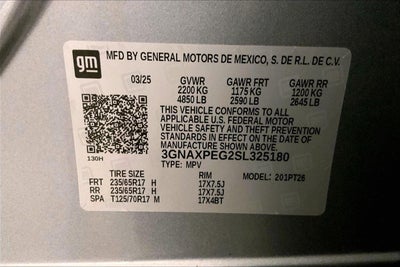 gm
MFD BY GENERAL MOTORS DE MEXICO, S. DE R.L. DE C.V.
03/25 GVWR GAWR FRT GAWR RR
2200 KG 1175 KG 1200 KG
4850 LB 2590 LB 2645 LB
THIS VEHICLE CONFORMS TO ALL
APPLICABLE U.S. FEDERAL MOTOR
VEHICLE SAFETY AND THEFT PREVENTION
STANDARDS IN EFFECT ON THE DATE OF
MANUFACTURE SHOWN ABOVE.
130H
3GNAXPEG2SL325180
TYPE: MPV
TIRE SIZE RIM MODEL: 201PT26
FRT 235/65R17 H 17X7.5J
RR 235/65R17 H 17X7.5J
SPA T125/70R17 M 17X4BT